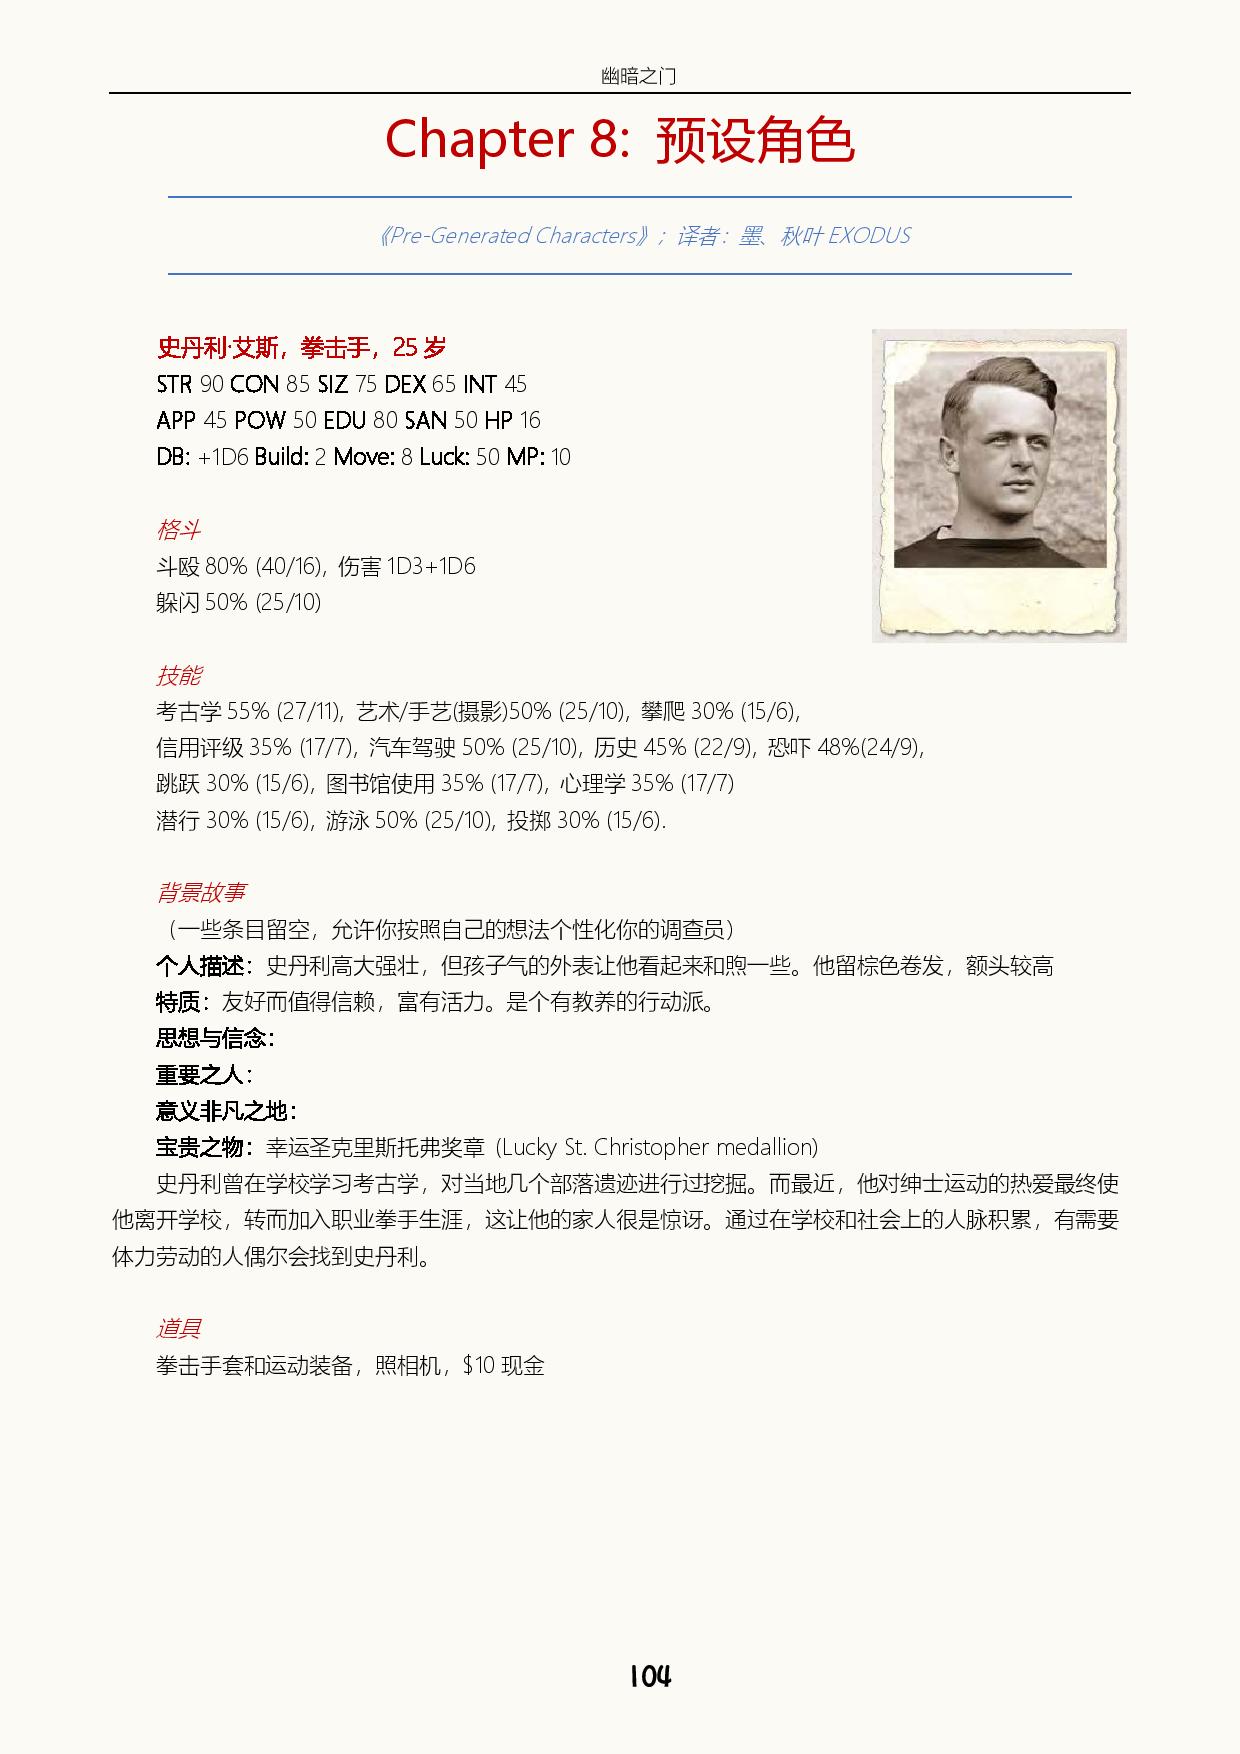 幽暗之门
Chapter 8: 预设角色
《Pre-Generated Characters》; 译者: 墨、秋叶 EXODUS
史丹利·艾斯，拳击手，25 岁
STR 90 CON 85 SIZ 75 DEX 65 INT 45
APP 45 POW 50 EDU 80 SAN 50 HP 16
DB: +1D6 Build: 2 Move: 8 Luck: 50 MP: 10
格斗
斗殴 80% (40/16), 伤害 1D3+1D6
躲闪 50% (25/10)
技能
考古学 55% (27/11), 艺术/手艺(摄影)50% (25/10), 攀爬 30% (15/6),
信用评级 35% (17/7), 汽车驾驶 50% (25/10), 历史 45% (22/9), 恐吓 48%(24/9),
跳跃 30% (15/6), 图书馆使用 35% (17/7), 心理学 35% (17/7)
潜行 30% (15/6), 游泳 50% (25/10), 投掷 30% (15/6).
背景故事
（一些条目留空，允许你按照自己的想法个性化你的调查员）
个人描述：史丹利高大强壮，但孩子气的外表让他看起来和煦一些。他留棕色卷发，额头较高
特质：友好而值得信赖，富有活力。是个有教养的行动派。
思想与信念：
重要之人：
意义非凡之地：
宝贵之物：幸运圣克里斯托弗奖章 (Lucky St. Christopher medallion)
史丹利曾在学校学习考古学，对当地几个部落遗迹进行过挖掘。而最近，他对绅士运动的热爱最终使
他离开学校，转而加入职业拳手生涯，这让他的家人很是惊讶。通过在学校和社会上的人脉积累，有需要
体力劳动的人偶尔会找到史丹利。
道具
拳击手套和运动装备，照相机，$10 现金
104